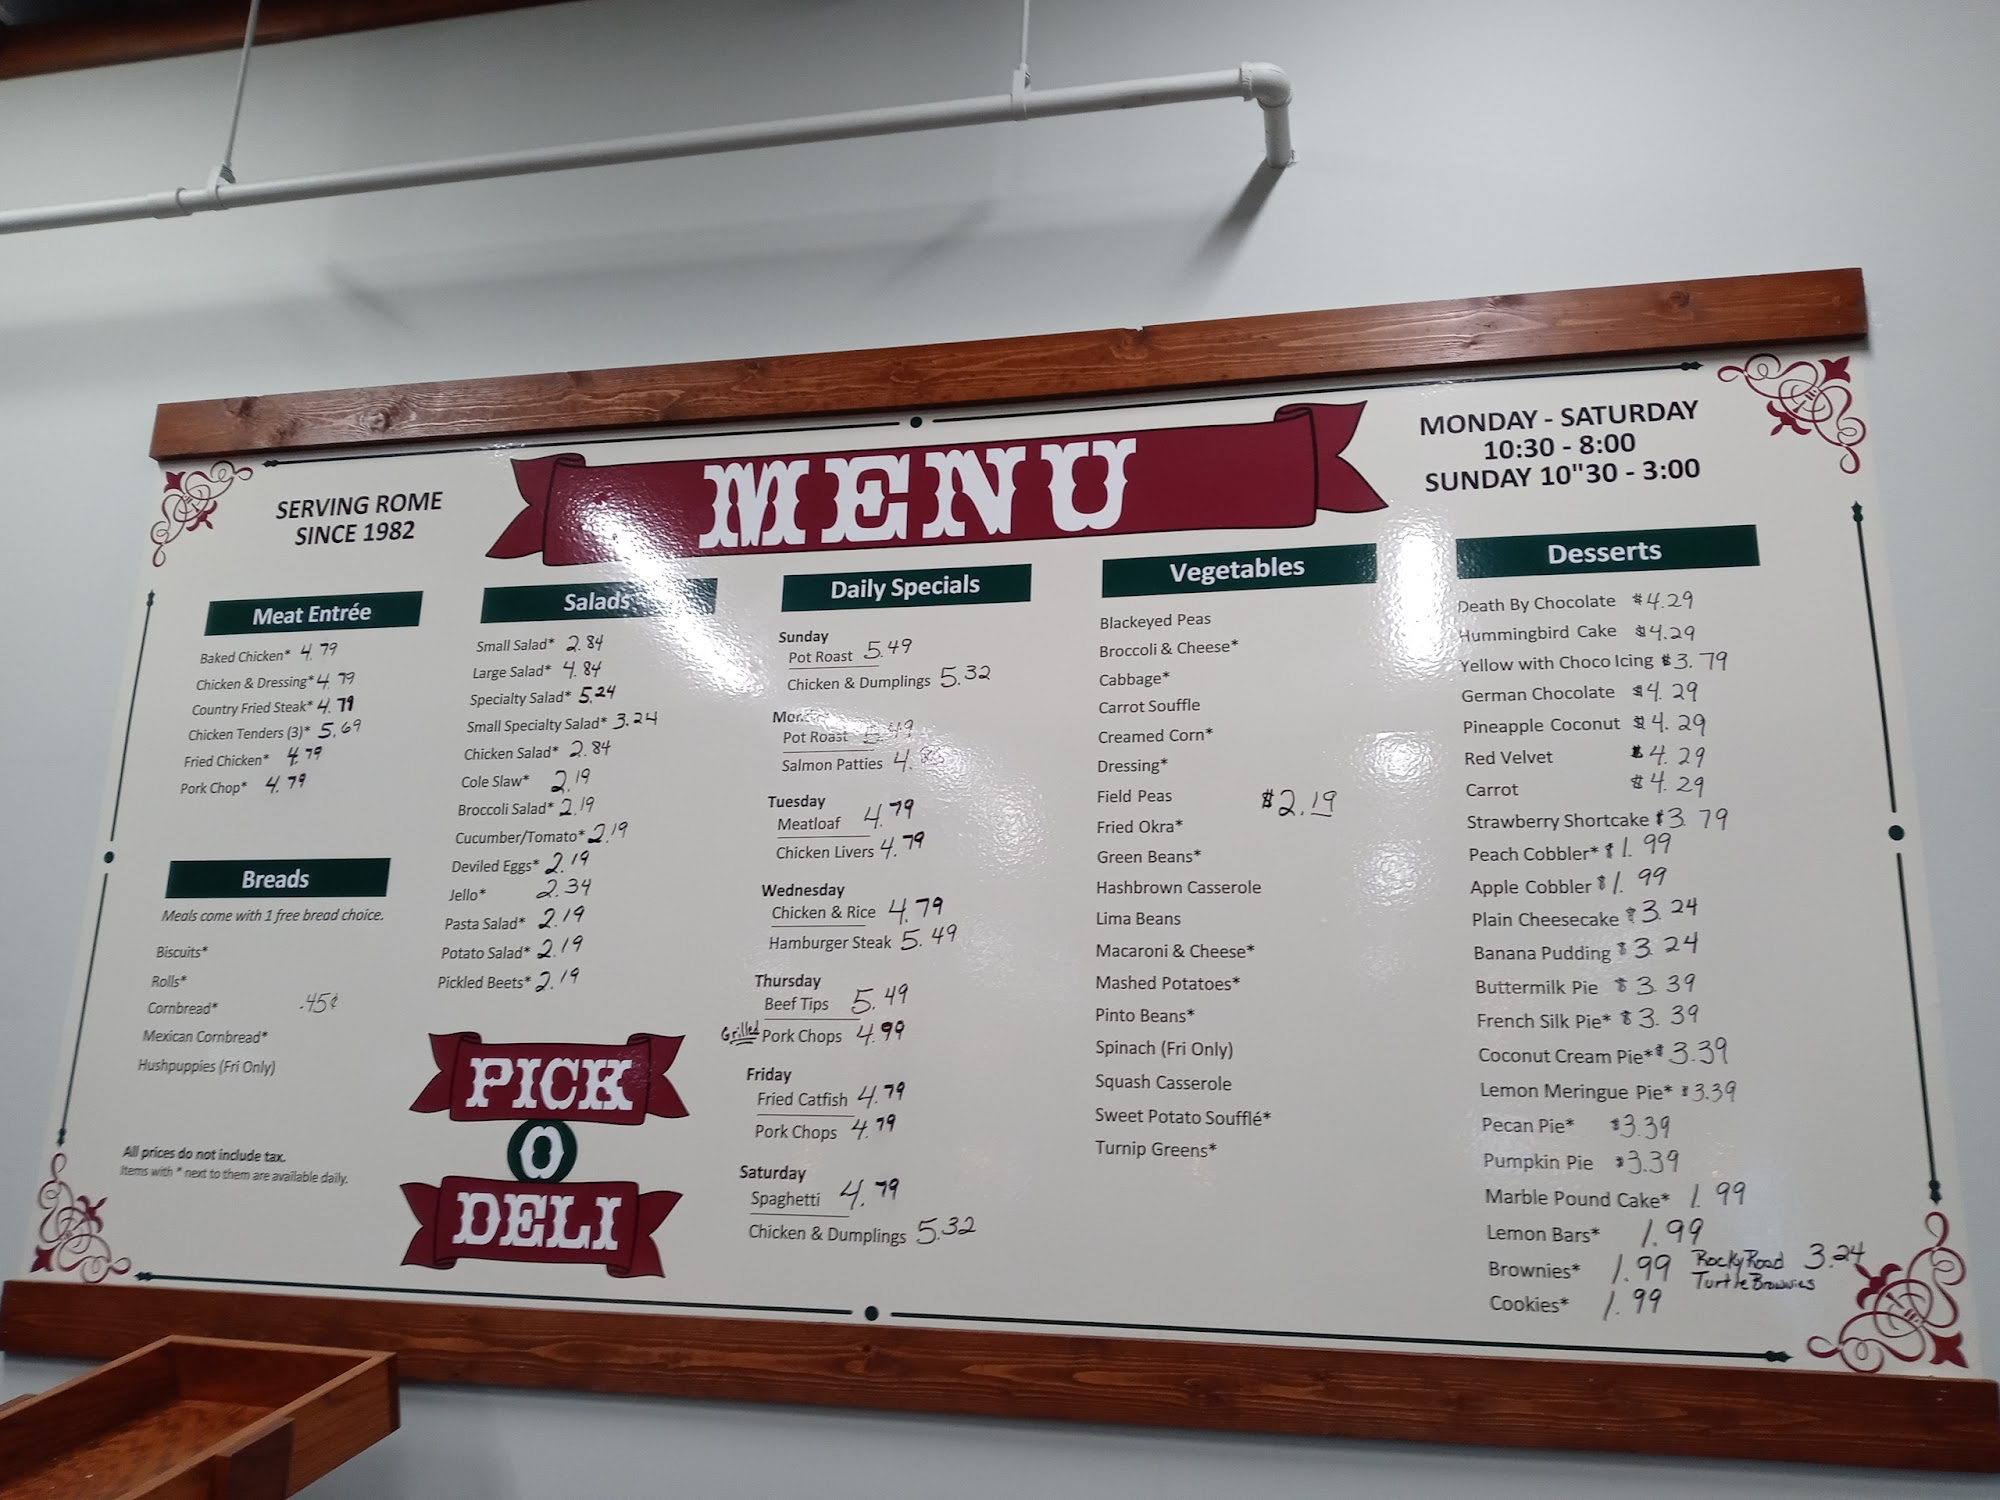 MENU
SERVING ROME
SINCE 1982
MONDAY - SATURDAY
10:30 - 8:00
SUNDAY 10"30 - 3:00
Meat Entrée
Baked Chicken* 4.79
Chicken & Dressing* 4.79
Country Fried Steak* 4.79
Chicken Tenders (3)* 5.69
Fried Chicken* 4.79
Pork Chop* 4.79
Breads
Meals come with 1 free bread choice.
Biscuits*
Rolls*
Cornbread* .45¢
Mexican Cornbread*
Hushpuppies (Fri Only)
All prices do not include tax.
Items with * next to them are available daily.
Salads
Small Salad* 2.84
Large Salad* 4.84
Specialty Salad* 5.24
Small Specialty Salad* 3.24
Chicken Salad* 2.84
Cole Slaw* 2.19
Broccoli Salad* 2.19
Cucumber/Tomato* 2.19
Deviled Eggs* 2.19
Jello* 2.34
Pasta Salad* 2.19
Potato Salad* 2.19
Pickled Beets* 2.19
PICK
O
DELI
Daily Specials
Sunday
Pot Roast 5.49
Chicken & Dumplings 5.32
Pot Roast 5.49
Salmon Patties
Tuesday
Meatloaf 4.79
Chicken Livers 4.79
Wednesday
Chicken & Rice 4.79
Hamburger Steak 5.49
Thursday
Beef Tips 5.49
Grilled Pork Chops 4.99
Friday
Fried Catfish 4.79
Pork Chops 4.79
Saturday
Spaghetti 4.79
Chicken & Dumplings 5.32
Vegetables
Blackeyed Peas
Broccoli & Cheese*
Cabbage*
Carrot Souffle
Creamed Corn*
Dressing*
Field Peas $2.19
Fried Okra*
Green Beans*
Hashbrown Casserole
Lima Beans
Macaroni & Cheese*
Mashed Potatoes*
Pinto Beans*
Spinach (Fri Only)
Squash Casserole
Sweet Potato Soufflé*
Turnip Greens*
Desserts
Death By Chocolate $4.29
Hummingbird Cake $4.29
Yellow with Choco Icing $3.79
German Chocolate $4.29
Pineapple Coconut $4.29
Red Velvet $4.29
Carrot $4.29
Strawberry Shortcake $3.79
Peach Cobbler* $1.99
Apple Cobbler $1.99
Plain Cheesecake $3.24
Banana Pudding $3.24
Buttermilk Pie $3.39
French Silk Pie* $3.39
Coconut Cream Pie* $3.39
Lemon Meringue Pie* $3.39
Pecan Pie* $3.39
Pumpkin Pie $3.39
Marble Pound Cake* 1.99
Lemon Bars* 1.99
Brownies* 1.99 Rocky Road 3.24
Turtle Brownies
Cookies* 1.99